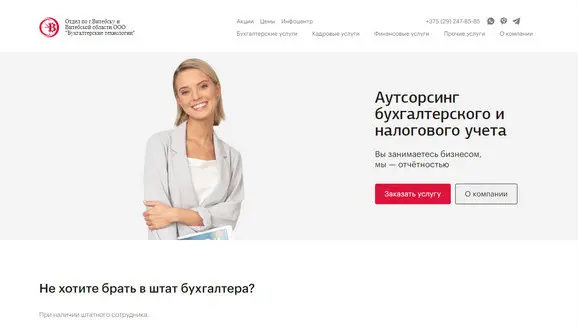 Отдел по г.Витебску и
Витебской области ООО
"Бухгалтерские технологии"
Акции Цены Инфоцентр
+375 (29) 247-85-85
Бухгалтерские услуги Кадровые услуги Финансовые услуги Прочие услуги О компании
Аутсорсинг
бухгалтерского и
налогового учета
Вы занимаетесь бизнесом,
мы — отчётностью
Заказать услугу
О компании
Не хотите брать в штат бухгалтера?
При наличии штатного сотрудника,